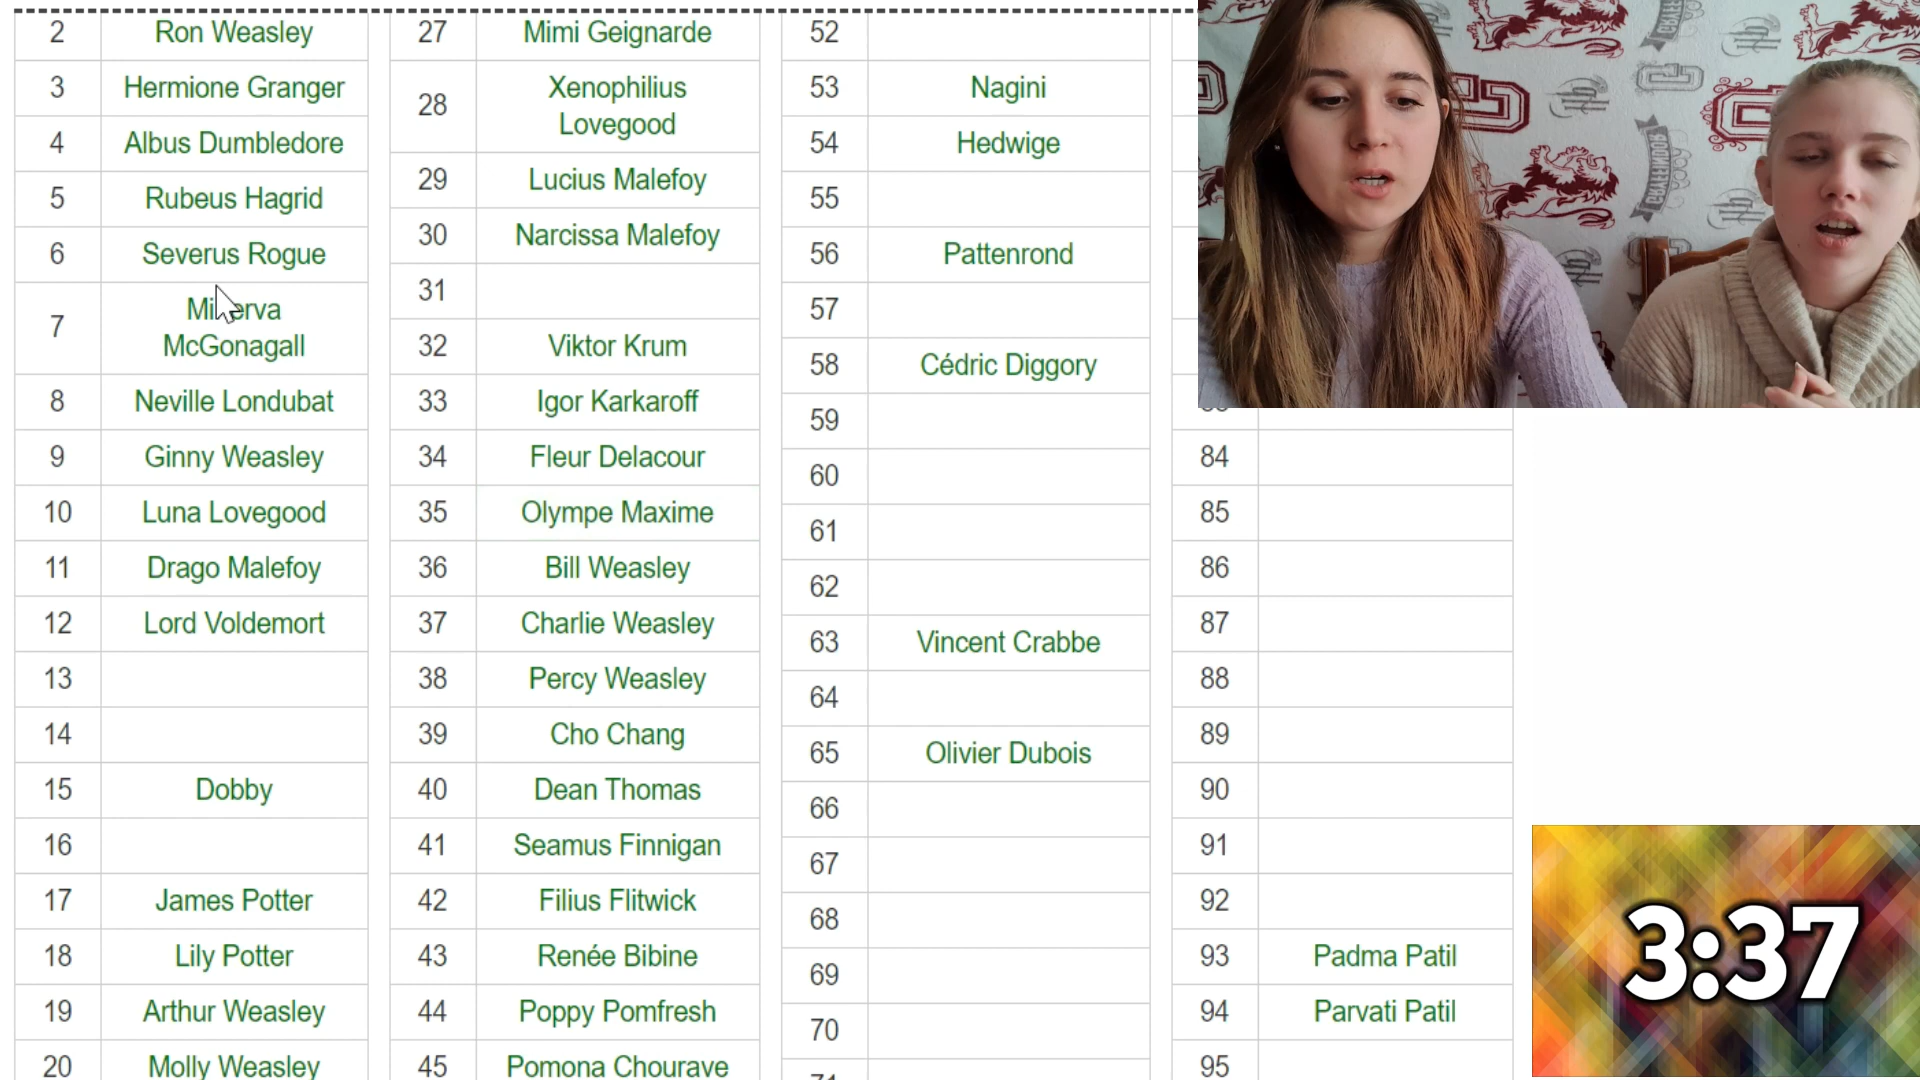 2 Ron Weasley
3 Hermione Granger
4 Albus Dumbledore
5 Rubeus Hagrid
6 Severus Rogue
7 Minerva
McGonagall
8 Neville Londubat
9 Ginny Weasley
10 Luna Lovegood
11 Drago Malefoy
12 Lord Voldemort
13
14
15 Dobby
16
17 James Potter
18 Lily Potter
19 Arthur Weasley
20 Molly Weasley
27 Mimi Geignarde
28 Xenophilius
Lovegood
29 Lucius Malefoy
30 Narcissa Malefoy
31
32 Viktor Krum
33 Igor Karkaroff
34 Fleur Delacour
35 Olympe Maxime
36 Bill Weasley
37 Charlie Weasley
38 Percy Weasley
39 Cho Chang
40 Dean Thomas
41 Seamus Finnigan
42 Filius Flitwick
43 Renée Bibine
44 Poppy Pomfresh
45 Pomona Chourave
52
53 Nagini
54 Hedwige
55
56 Pattenrond
57
58 Cédric Diggory
59
60
61
62
63 Vincent Crabbe
64
65 Olivier Dubois
66
67
68
69
70
84
85
86
87
88
89
90
91
92
93 Padma Patil
94 Parvati Patil
95
3:37